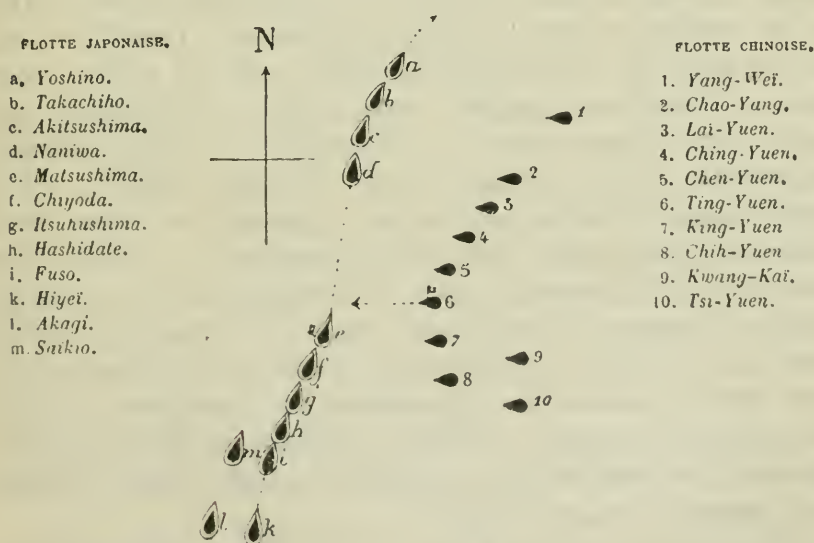 FLOTTE JAPONAISE.
a. Yoshino.
b. Takachiho.
c. Akitsushima.
d. Naniwa.
e. Matsushima.
f. Chiyoda.
g. Itsuhushima.
h. Hashidate.
i. Fuso.
k. Hiyeï.
l. Akagi.
m. Saikio.
N
a
b
c
d
e
f
g
h
m
i
l
k
1
2
3
4
5
6
7
8
9
10
FLOTTE CHINOISE.
1. Yang-Weï.
2. Chao-Yang.
3. Lai-Yuen.
4. Ching-Yuen.
5. Chen-Yuen.
6. Ting-Yuen.
7. King-Yuen
8. Chih-Yuen
9. Kwang-Kaï.
10. Tsi-Yuen.